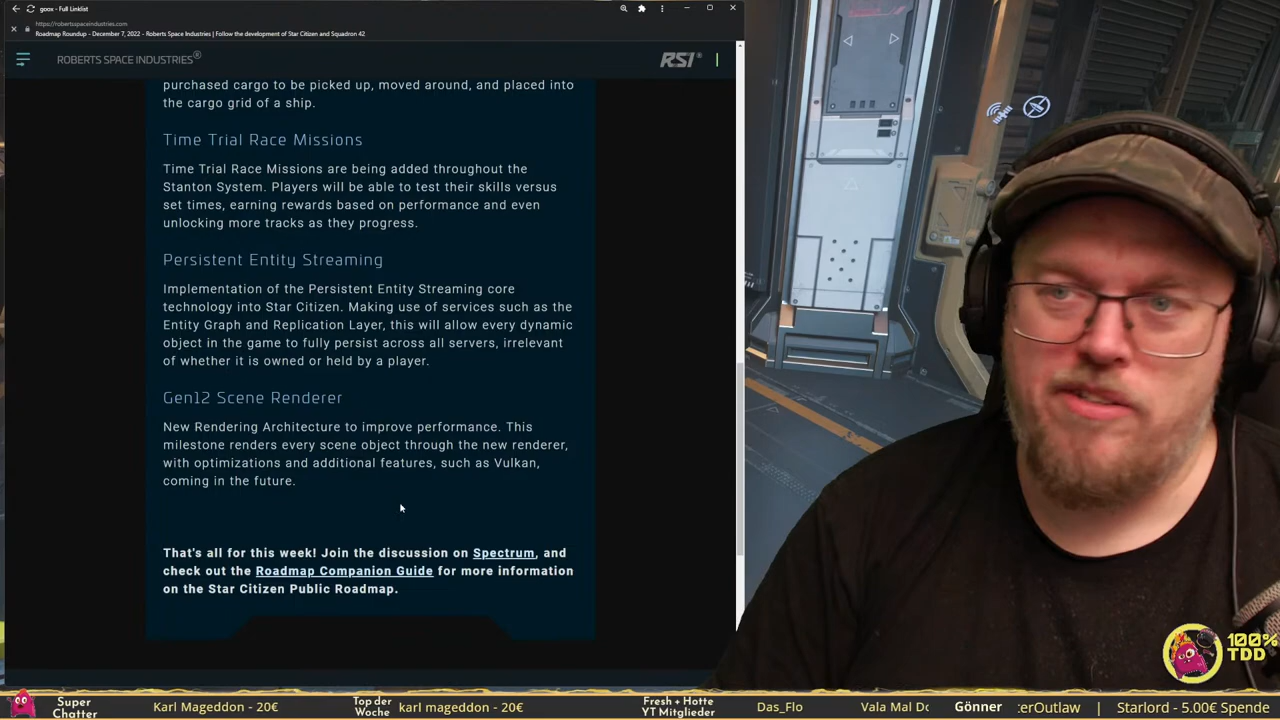 goox - Full Linklist
https://robertsspaceindustries.com
Roadmap Roundup - December 7, 2022 - Roberts Space Industries | Follow the development of Star Citizen and Squadron 42
ROBERTS SPACE INDUSTRIES®
RSI
purchased cargo to be picked up, moved around, and placed into
the cargo grid of a ship.
Time Trial Race Missions
Time Trial Race Missions are being added throughout the
Stanton System. Players will be able to test their skills versus
set times, earning rewards based on performance and even
unlocking more tracks as they progress.
Persistent Entity Streaming
Implementation of the Persistent Entity Streaming core
technology into Star Citizen. Making use of services such as the
Entity Graph and Replication Layer, this will allow every dynamic
object in the game to fully persist across all servers, irrelevant
of whether it is owned or held by a player.
Gen12 Scene Renderer
New Rendering Architecture to improve performance. This
milestone renders every scene object through the new renderer,
with optimizations and additional features, such as Vulkan,
coming in the future.
That's all for this week! Join the discussion on Spectrum, and
check out the Roadmap Companion Guide for more information
on the Star Citizen Public Roadmap.
100%
TDD
Super
Chatter
Karl Mageddon - 20€
Top der
Woche
karl mageddon - 20€
Fresh + Hotte
YT Mitglieder
Das_Flo
Vala Mal Do
Gönner
:erOutlaw | Starlord - 5.00€ Spende